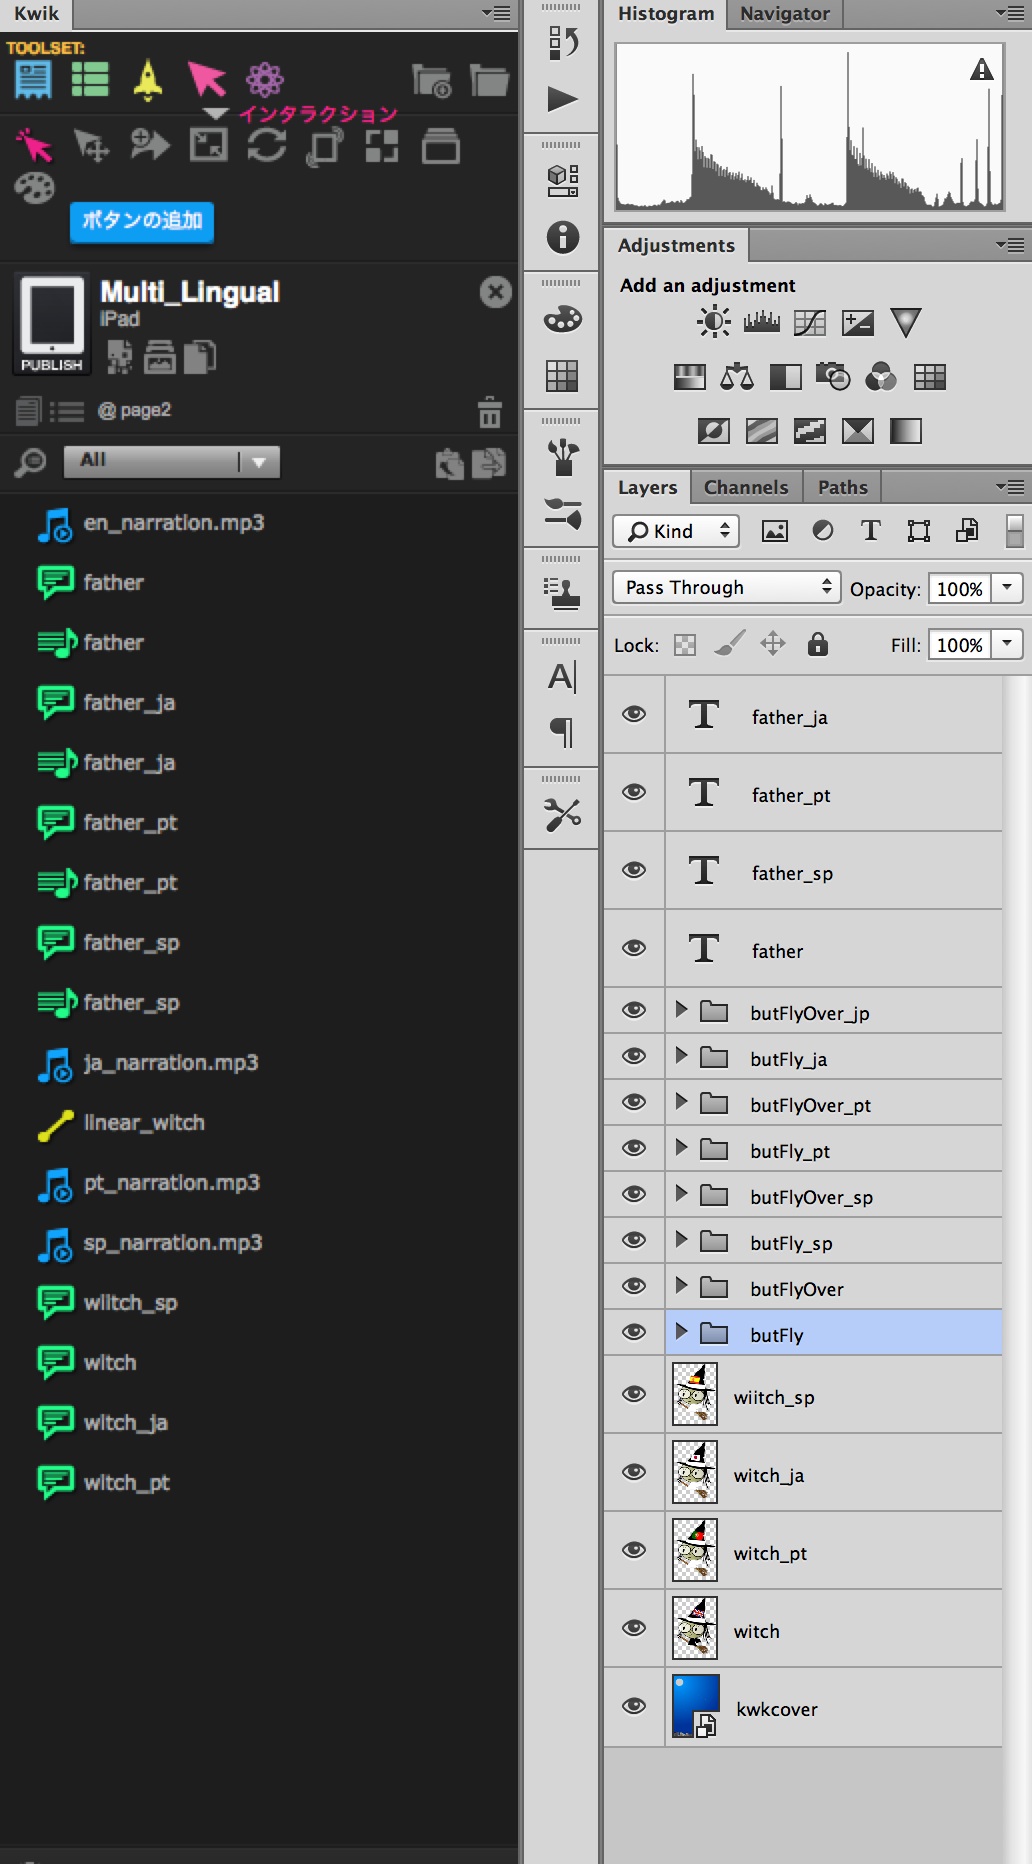 Kwik
TOOLSET:
インタラクション
ボタンの追加
Multi_Lingual
iPad
PUBLISH
@ page2
All
en_narration.mp3
father
father
father_ja
father_ja
father_pt
father_pt
father_sp
father_sp
ja_narration.mp3
linear_witch
pt_narration.mp3
sp_narration.mp3
wiitch_sp
witch
witch_ja
witch_pt
A
Histogram
Navigator
Adjustments
Add an adjustment
Layers
Channels
Paths
Kind
T
Pass Through
Opacity: 100%
Lock:
Fill: 100%
T father_ja
T father_pt
T father_sp
T father
butFlyOver_jp
butFly_ja
butFlyOver_pt
butFly_pt
butFlyOver_sp
butFly_sp
butFlyOver
butFly
wiitch_sp
witch_ja
witch_pt
witch
kwkcover